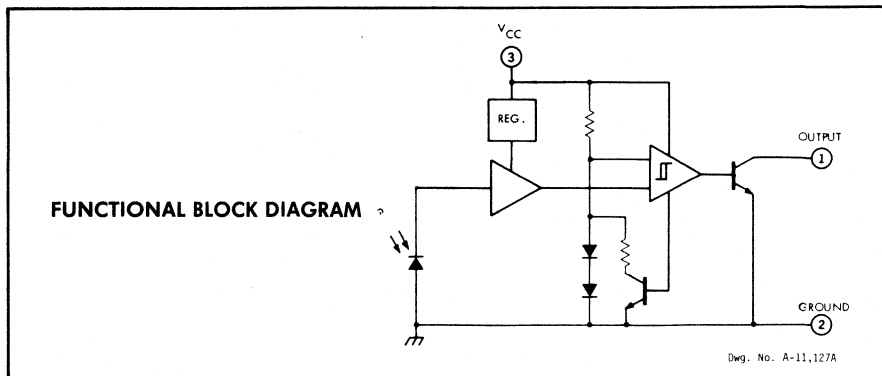 V_CC
3
REG.
OUTPUT
1
FUNCTIONAL BLOCK DIAGRAM
GROUND
2
Dwg. No. A-11,127A